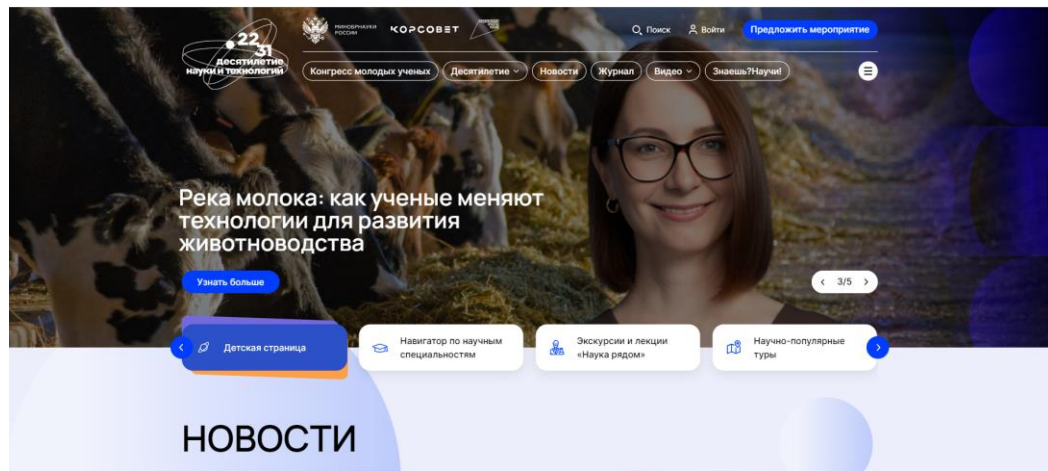 22
31
десятилетие
науки и технологий
МИНОБРНАУКИ
РОССИИ
КОРСОВЕТ
Поиск
Войти
Предложить мероприятие
Конгресс молодых ученых
Десятилетие
Новости
Журнал
Видео
Знаешь?Научи!
Река молока: как ученые меняют
технологии для развития
животноводства
Узнать больше
3/5
Детская страница
Навигатор по научным
специальностям
Экскурсии и лекции
«Наука рядом»
Научно-популярные
туры
НОВОСТИ